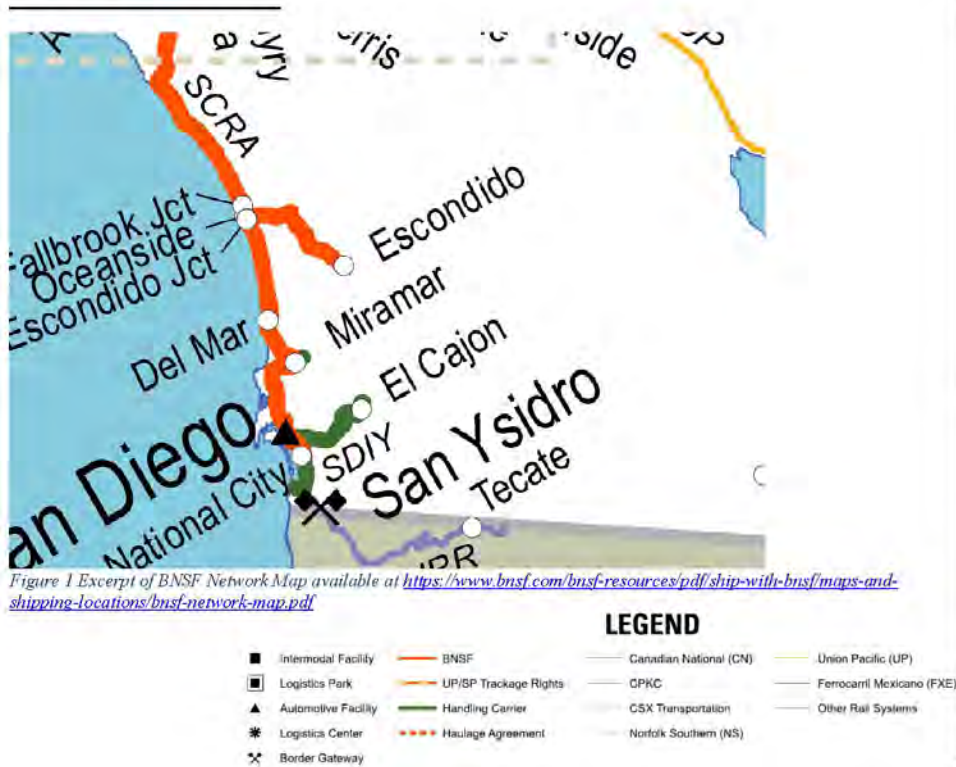 SCRA
Escondido
Fallbrook Jct
Oceanside
Escondido Jct
Miramar
Del Mar
El Cajon
an Diego
SDIY
San Ysidro
National City
Tecate
Figure 1 Excerpt of BNSF Network Map available at https://www.bnsf.com/bnsf-resources/pdf/ship-with-bnsf/maps-and-
shipping-locations/bnsf-network-map.pdf
LEGEND
Intermodal Facility
Logistics Park
Automotive Facility
Logistics Center
Border Gateway
BNSF
UP/SP Trackage Rights
Handling Carrier
Haulage Agreement
Canadian National (CN)
CPKC
CSX Transportation
Norfolk Southern (NS)
Union Pacific (UP)
Ferrocarril Mexicano (FXE)
Other Rail Systems